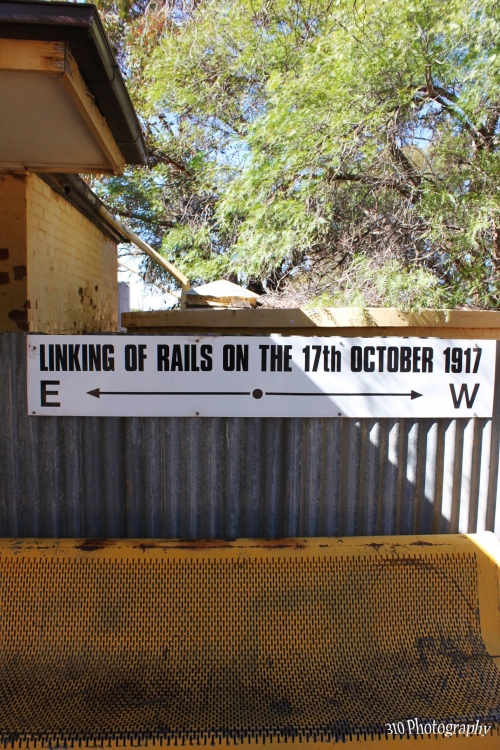 LINKING OF RAILS ON THE 17th OCTOBER 1917
E W
310 Photography